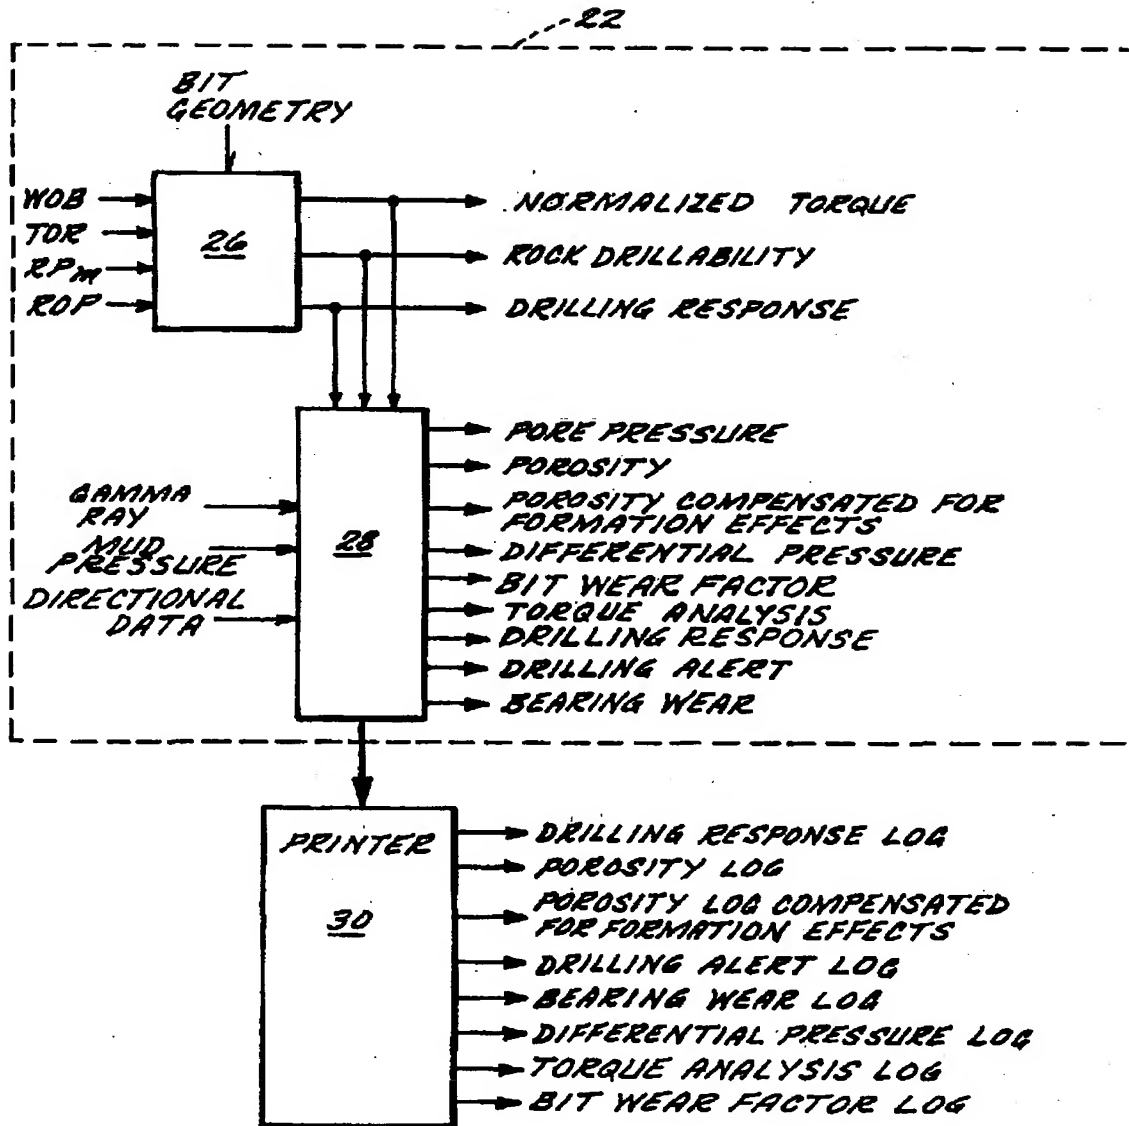 22
BIT
GEOMETRY
WOB
TOR
RPM
ROP
26
NORMALIZED TORQUE
ROCK DRILLABILITY
DRILLING RESPONSE
GAMMA
RAY
MUD
PRESSURE
DIRECTIONAL
DATA
28
PORE PRESSURE
POROSITY
POROSITY COMPENSATED FOR
FORMATION EFFECTS
DIFFERENTIAL PRESSURE
BIT WEAR FACTOR
TORQUE ANALYSIS
DRILLING RESPONSE
DRILLING ALERT
BEARING WEAR
PRINTER
30
DRILLING RESPONSE LOG
POROSITY LOG
POROSITY LOG COMPENSATED
FOR FORMATION EFFECTS
DRILLING ALERT LOG
BEARING WEAR LOG
DIFFERENTIAL PRESSURE LOG
TORQUE ANALYSIS LOG
BIT WEAR FACTOR LOG